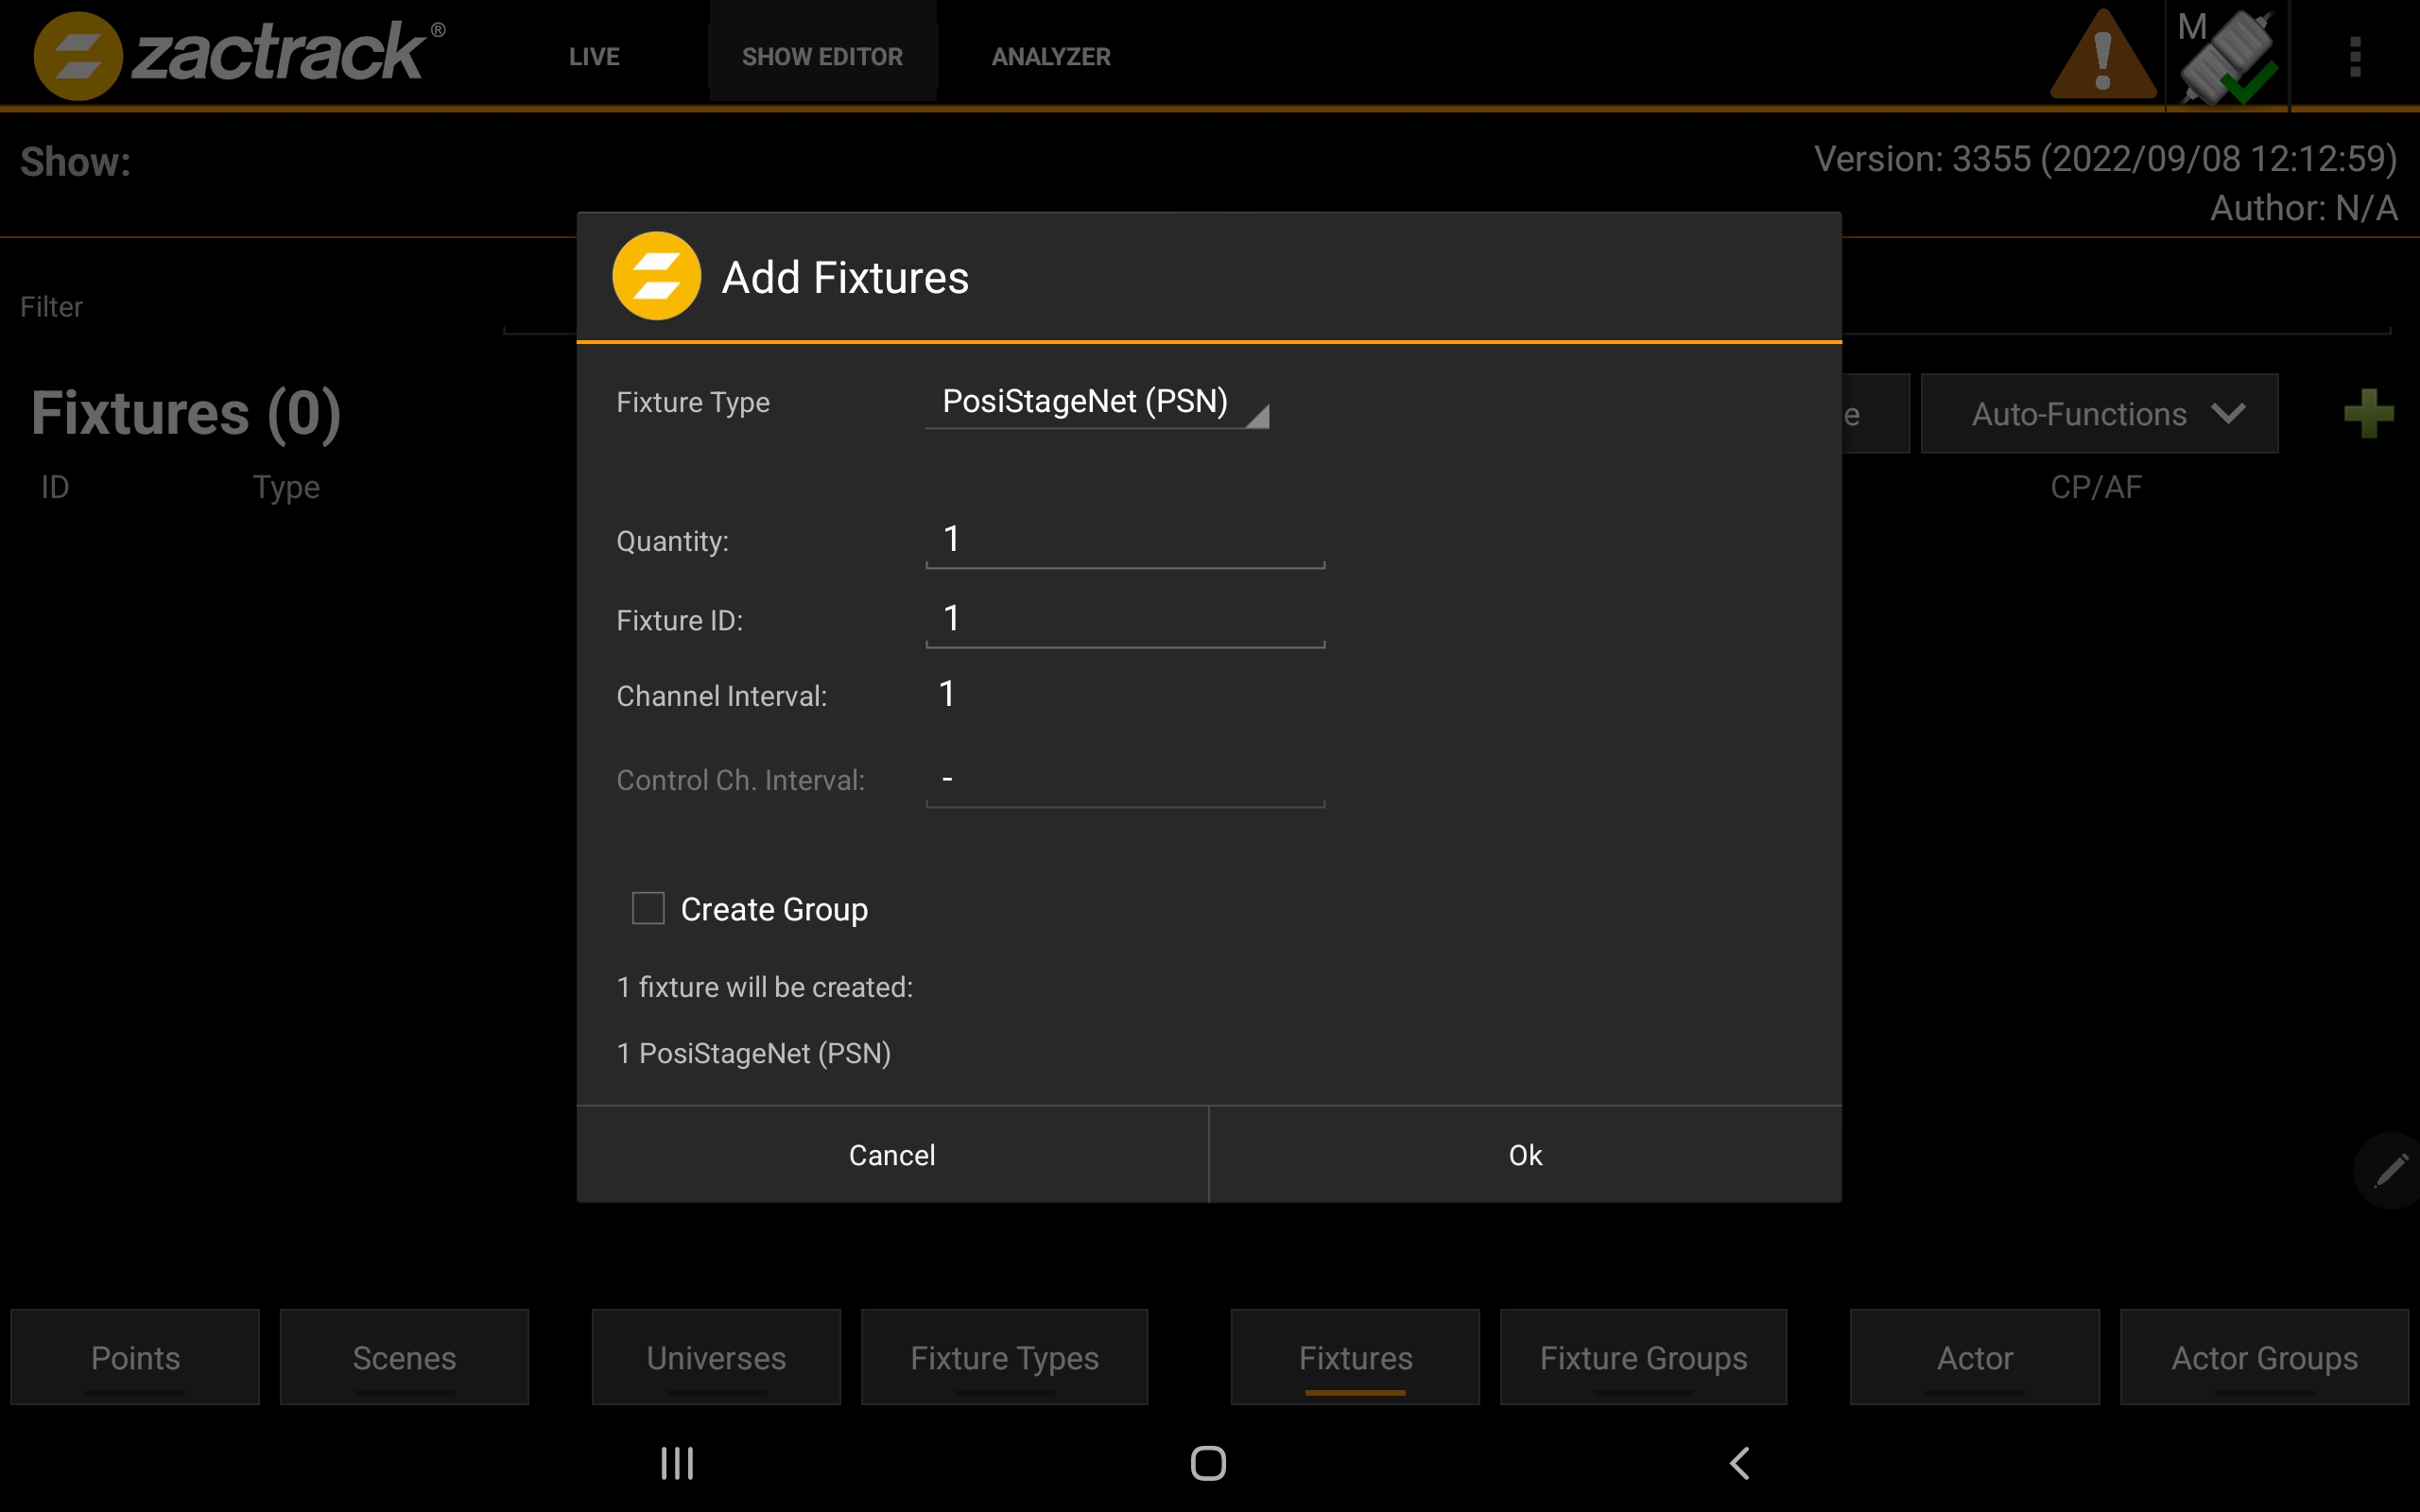 zactrack®
LIVE
SHOW EDITOR
ANALYZER
M
Show:
Version: 3355 (2022/09/08 12:12:59)
Author: N/A
Add Fixtures
Filter
Fixture Type
PosiStageNet (PSN)
Fixtures (0)
e
Auto-Functions
ID
Type
CP/AF
Quantity:
1
Fixture ID:
1
Channel Interval:
1
Control Ch. Interval:
-
Create Group
1 fixture will be created:
1 PosiStageNet (PSN)
Cancel
Ok
Points
Scenes
Universes
Fixture Types
Fixtures
Fixture Groups
Actor
Actor Groups